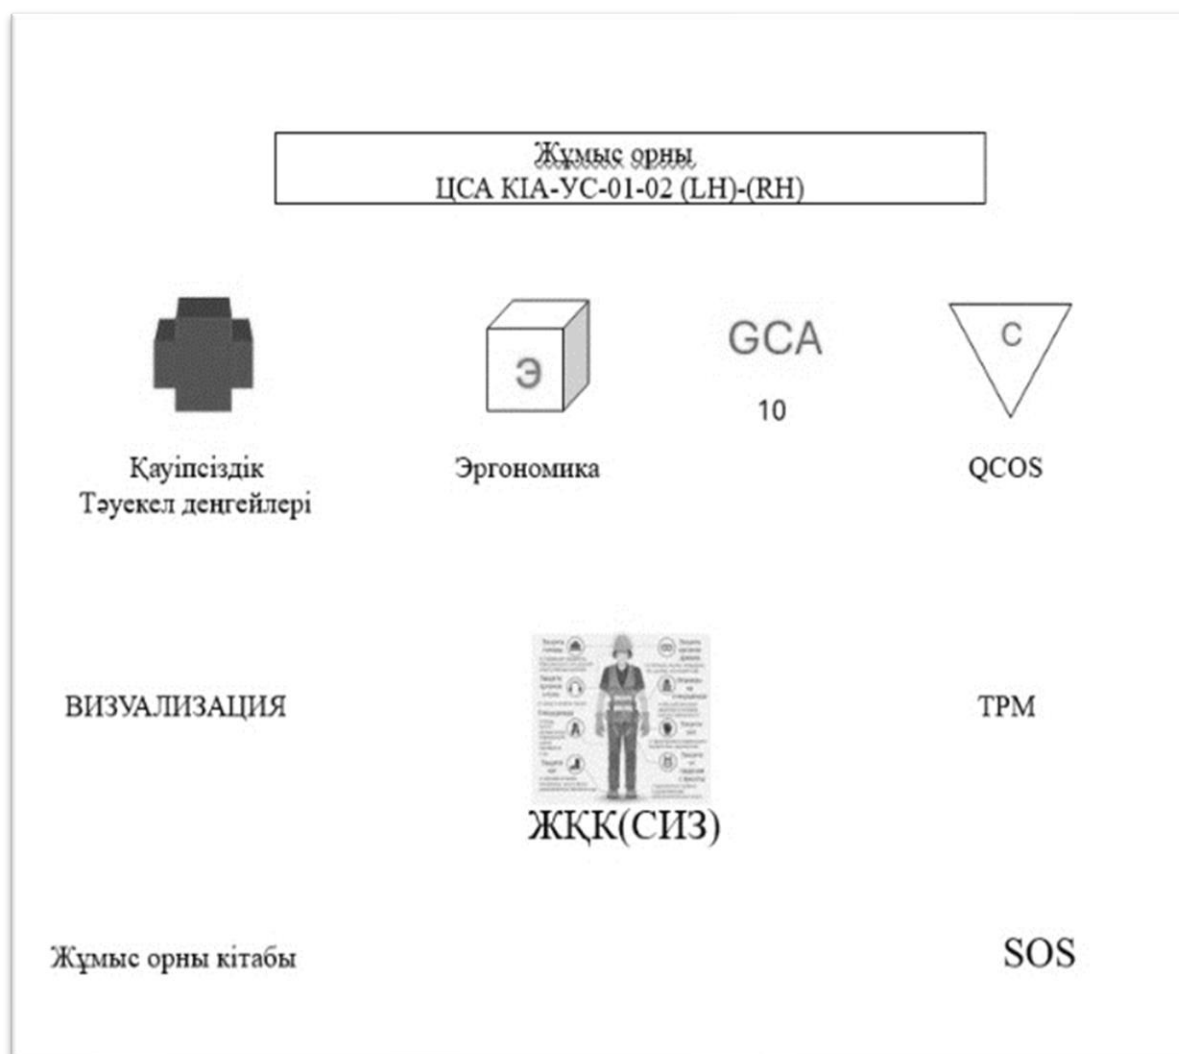 Жұмыс орны
ЦСА KIA-УС-01-02 (LH)-(RH)
Э
GCA
10
С
Қауіпсіздік
Тәуекел деңгейлері
Эргономика
QCOS
ВИЗУАЛИЗАЦИЯ
TPM
ЖҚК(СИЗ)
Жұмыс орны кітабы
SOS